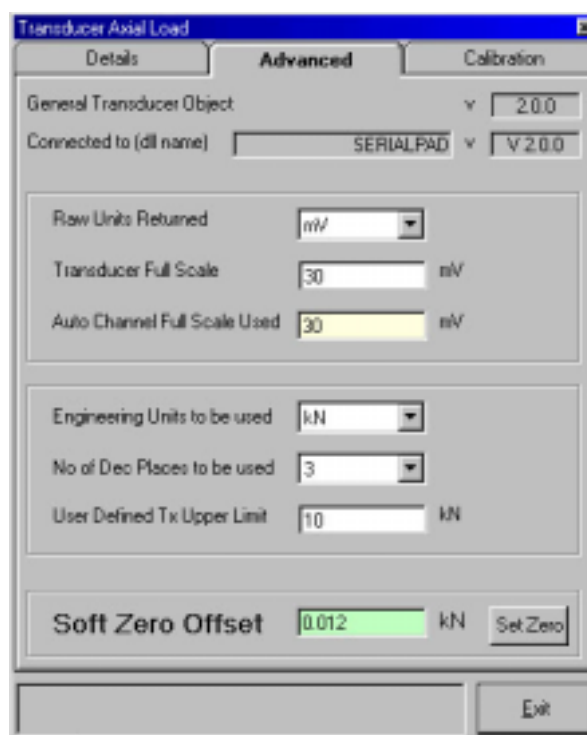 Transducer Axial Load
Details Advanced Calibration
General Transducer Object v 2.0.0
Connected to (dll name) SERIALPAD v V 2.0.0
Raw Units Returned mV
Transducer Full Scale 30 mV
Auto Channel Full Scale Used 30 mV
Engineering Units to be used kN
No of Dec Places to be used 3
User Defined Tx Upper Limit 10 kN
Soft Zero Offset 0.012 kN Set Zero
Exit